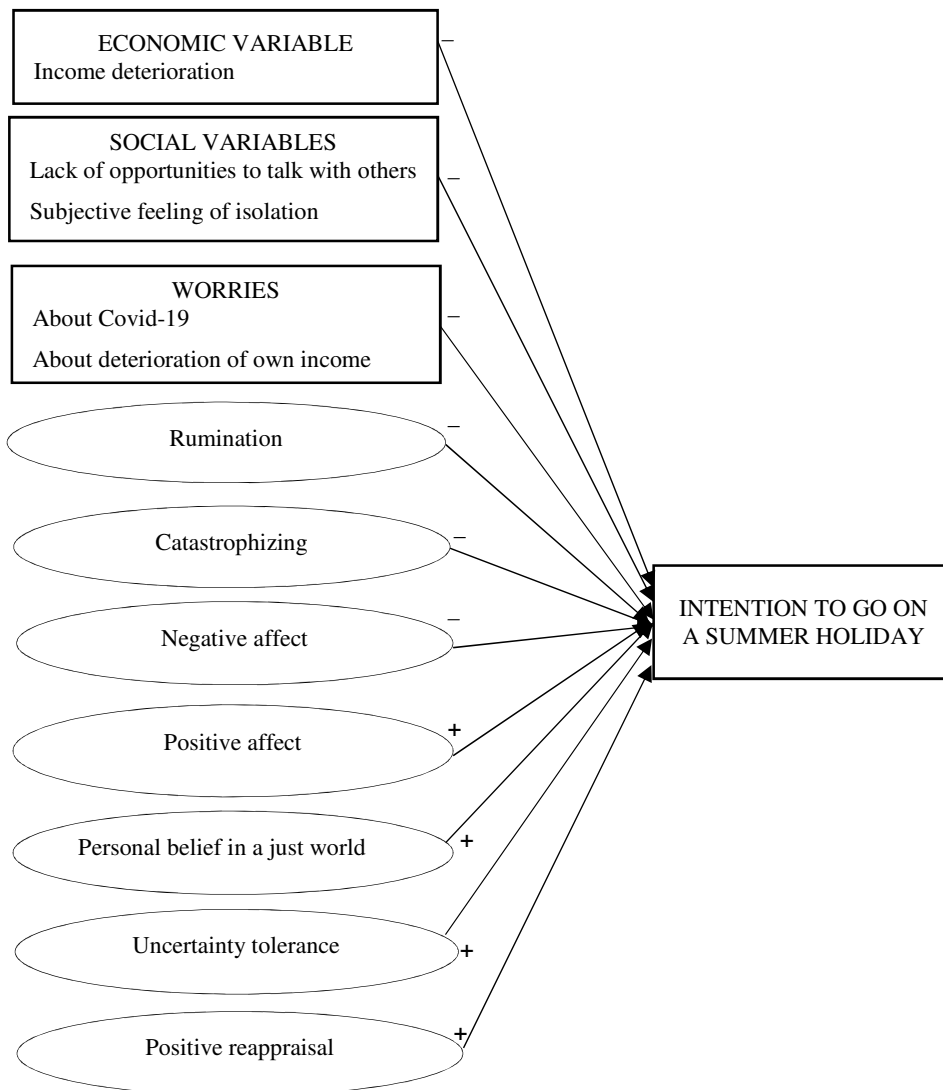 ECONOMIC VARIABLE
Income deterioration
–
SOCIAL VARIABLES
Lack of opportunities to talk with others
–
Subjective feeling of isolation
WORRIES
About Covid-19
–
About deterioration of own income
Rumination
–
Catastrophizing
–
Negative affect
–
INTENTION TO GO ON
A SUMMER HOLIDAY
Positive affect
+
Personal belief in a just world
+
Uncertainty tolerance
+
Positive reappraisal
+